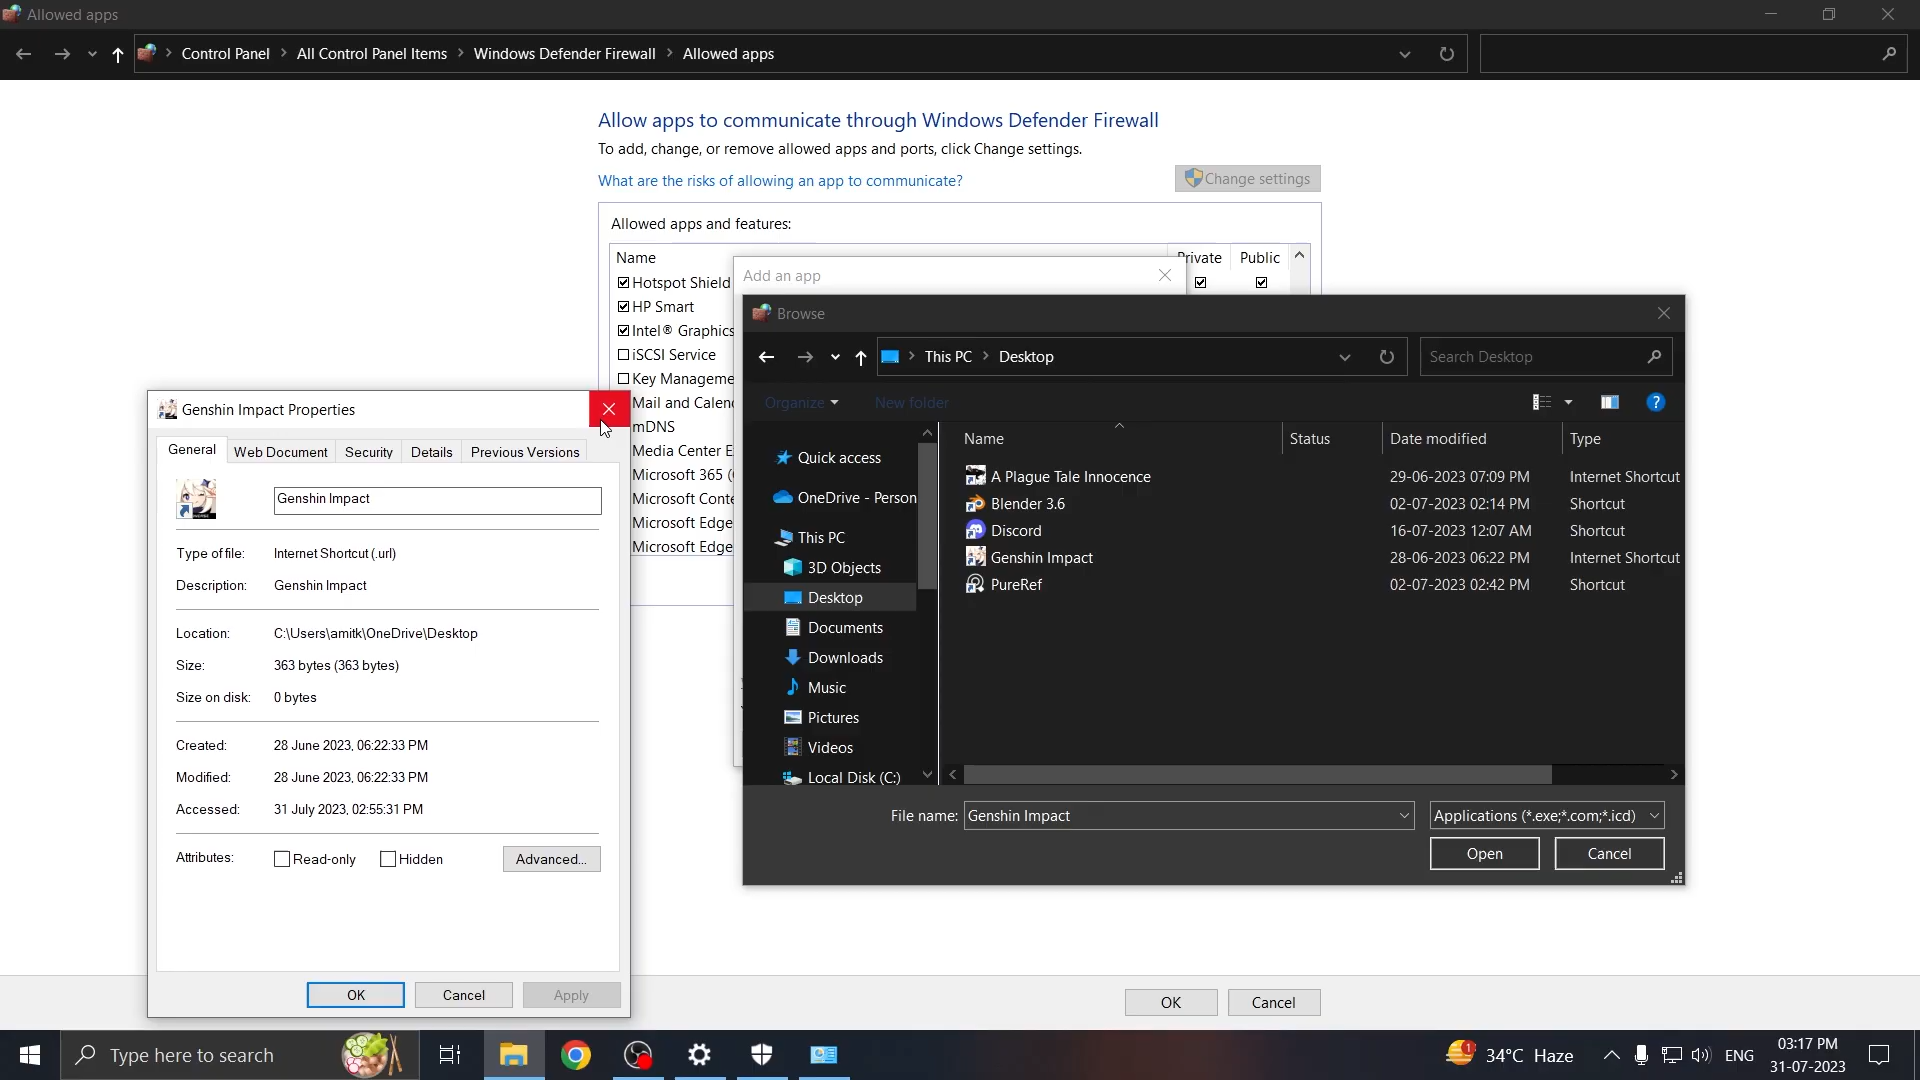 Allowed apps
Control Panel > All Control Panel Items > Windows Defender Firewall > Allowed apps
Allow apps to communicate through Windows Defender Firewall
To add, change, or remove allowed apps and ports, click Change settings.
What are the risks of allowing an app to communicate?
Change settings
Allowed apps and features:
Name
Private
Public
Hotspot Shield
HP Smart
Intel® Graphics
iSCSI Service
Key Manageme
Mail and Calen
mDNS
Media Center E
Microsoft 365 (
Microsoft Conte
Microsoft Edge
Microsoft Edge
Add an app
Browse
This PC > Desktop
Search Desktop
Organize
New folder
Quick access
OneDrive - Person
This PC
3D Objects
Desktop
Documents
Downloads
Music
Pictures
Videos
Local Disk (C:)
Name Status Date modified Type
A Plague Tale Innocence 29-06-2023 07:09 PM Internet Shortcut
Blender 3.6 02-07-2023 02:14 PM Shortcut
Discord 16-07-2023 12:07 AM Shortcut
Genshin Impact 28-06-2023 06:22 PM Internet Shortcut
PureRef 02-07-2023 02:42 PM Shortcut
File name: Genshin Impact
Applications (*.exe;*.com;*.icd)
Open
Cancel
Genshin Impact Properties
General Web Document Security Details Previous Versions
Genshin Impact
Type of file: Internet Shortcut (.url)
Description: Genshin Impact
Location: C:\Users\amitk\OneDrive\Desktop
Size: 363 bytes (363 bytes)
Size on disk: 0 bytes
Created: 28 June 2023, 06:22:33 PM
Modified: 28 June 2023, 06:22:33 PM
Accessed: 31 July 2023, 02:55:31 PM
Attributes: Read-only Hidden Advanced...
OK Cancel Apply
OK Cancel
Type here to search
1
34°C Haze
ENG
03:17 PM
31-07-2023